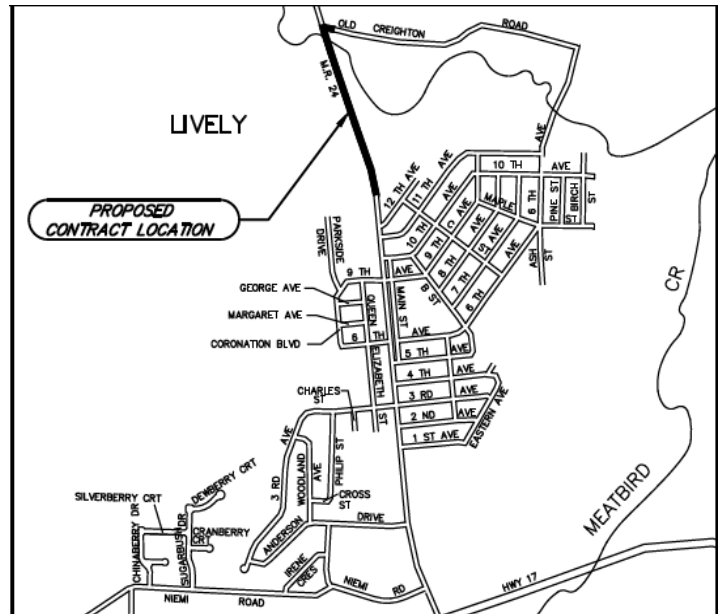 OLD CREIGHTON ROAD
M.R. 24
LIVELY
PROPOSED
CONTRACT LOCATION
12 TH AVE
11 TH AVE
10 TH AVE
AVE
MAPLE
6 TH
PINE ST
BIRCH
ST
ST
PARKSIDE
DRIVE
10 TH
C AVE
9 TH
ST AVE
8 TH
7 TH
AVE
6 TH
ASH
ST
9 TH AVE
B ST
GEORGE AVE
MARGARET AVE
CORONATION BLVD
QUEEN
ELIZABETH
ST
MAIN ST
6 TH
AVE
5 TH AVE
4 TH AVE
3 RD AVE
2 ND AVE
1 ST AVE
EASTERN AVE
CHARLES
ST
3 RD AVE
WOODLAND
AVE
PHILIP ST
CROSS
ST
ANDERSON DRIVE
DEWBERRY CRT
SILVERBERRY CRT
CRANBERRY
CRT
CHINABERRY DR
SUGARBUSH DR
IRENE
CRES
NIEMI RD
NIEMI ROAD
HWY 17
MEATBIRD CR